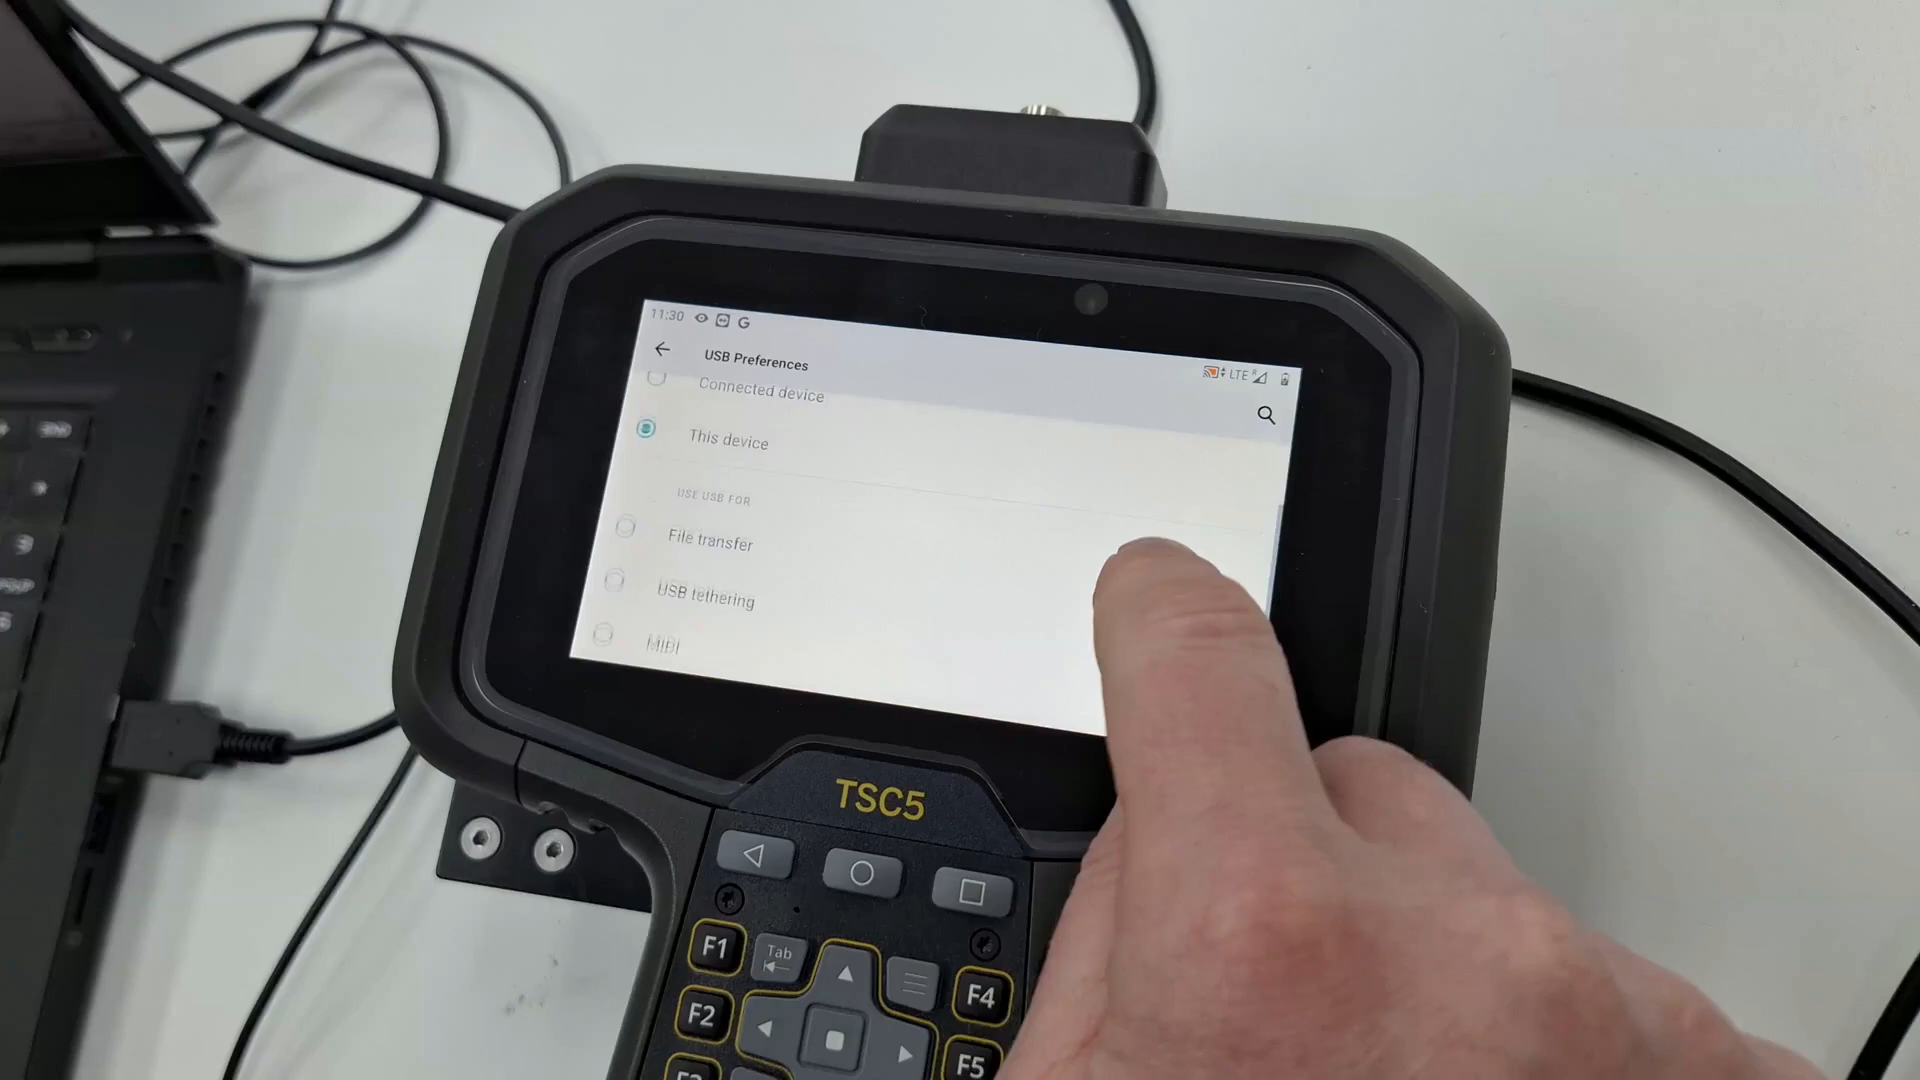 11:30
LTE R
USB Preferences
Connected device
This device
USE USB FOR
File transfer
USB tethering
MIDI
TSC5
F1
Tab
F4
F2
F5